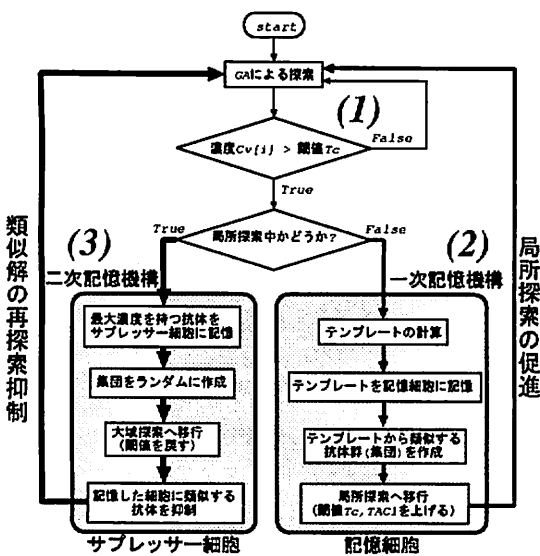 start
GAによる探索
(1)
False
濃度Cv[i] > 閾値Tc
True
True
局所探索中かどうか?
False
(3)
二次記憶機構
(2)
一次記憶機構
最大濃度を持つ抗体を
サプレッサー細胞に記憶
集団をランダムに作成
大域探索へ移行
(閾値を戻す)
記憶した細胞に類似する
抗体を抑制
サプレッサー細胞
テンプレートの計算
テンプレートを記憶細胞に記憶
テンプレートから類似する
抗体群(集団)を作成
局所探索へ移行
(閾値Tc,TAC1を上げる)
記憶細胞
類似解の再探索抑制
局所探索の促進